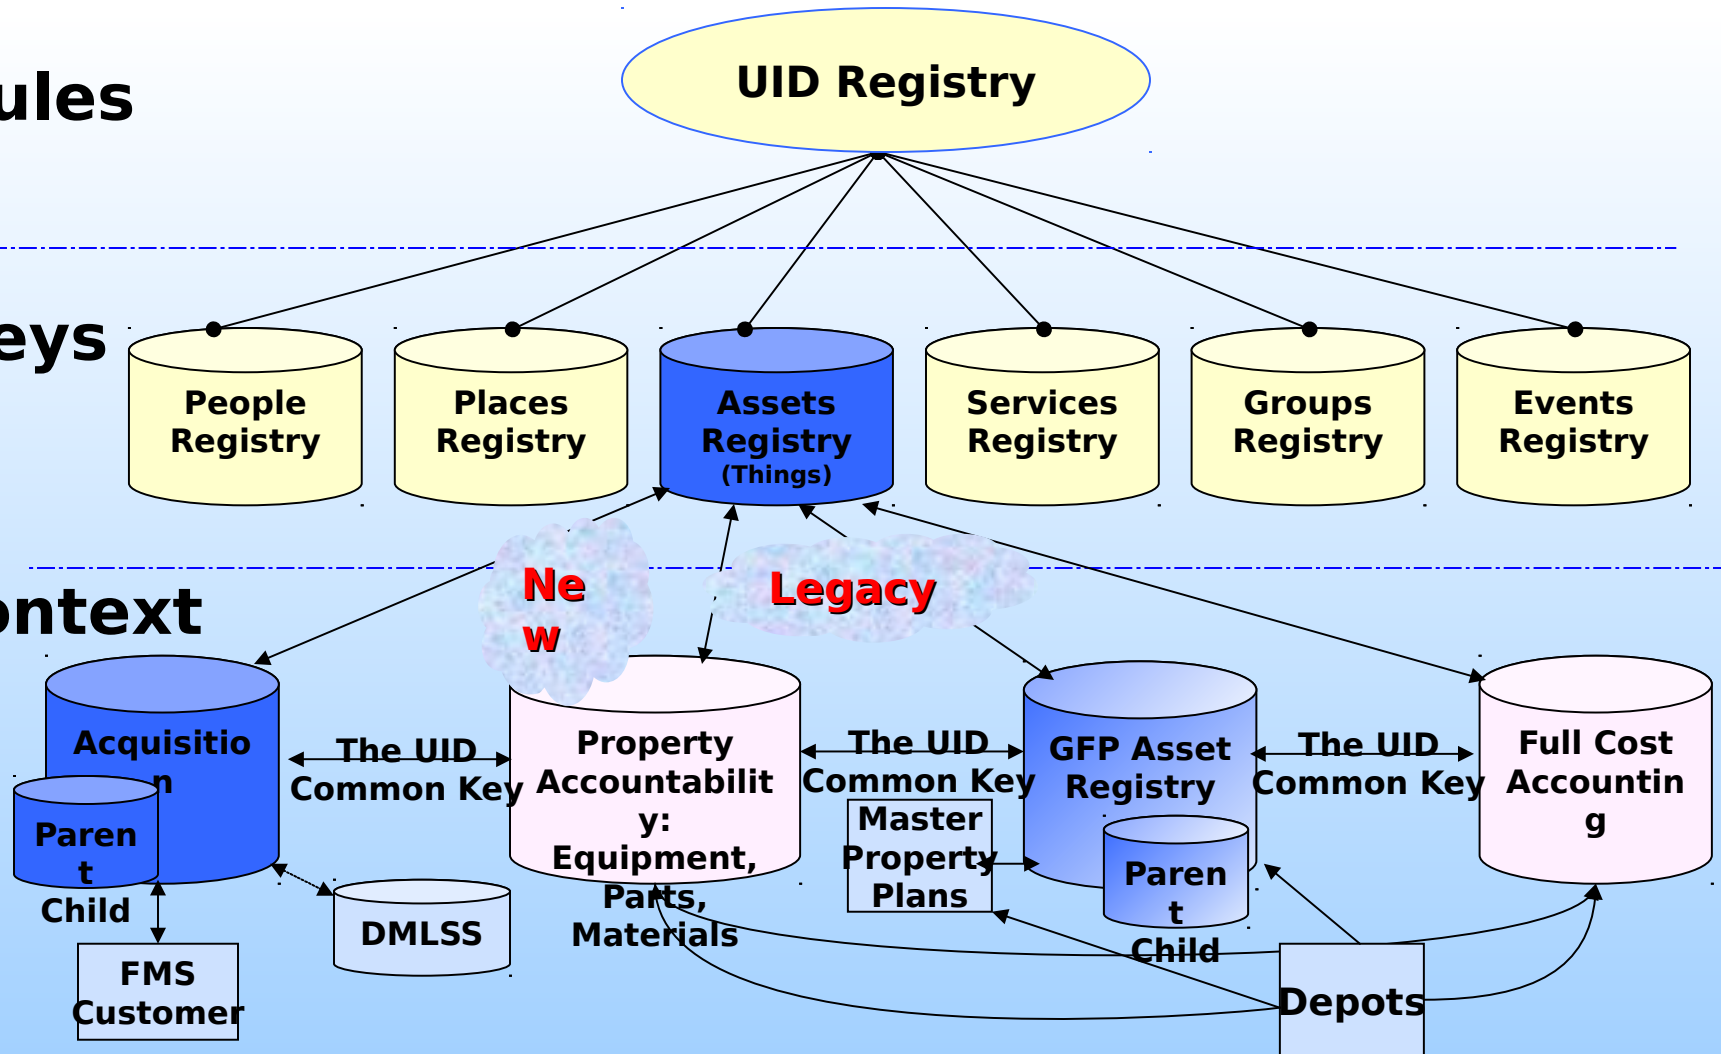 UID Registry
ules
eys
People
Registry
Places
Registry
Assets
Registry
(Things)
Services
Registry
Groups
Registry
Events
Registry
Ne
w
Legacy
ontext
Acquisitio
n
Paren
t
Child
The UID
Common Key
Property
Accountabilit
y:
Equipment,
Parts,
Materials
The UID
Common Key
Master
Property
Plans
GFP Asset
Registry
Paren
t
Child
The UID
Common Key
Full Cost
Accountin
g
FMS
Customer
DMLSS
Depots